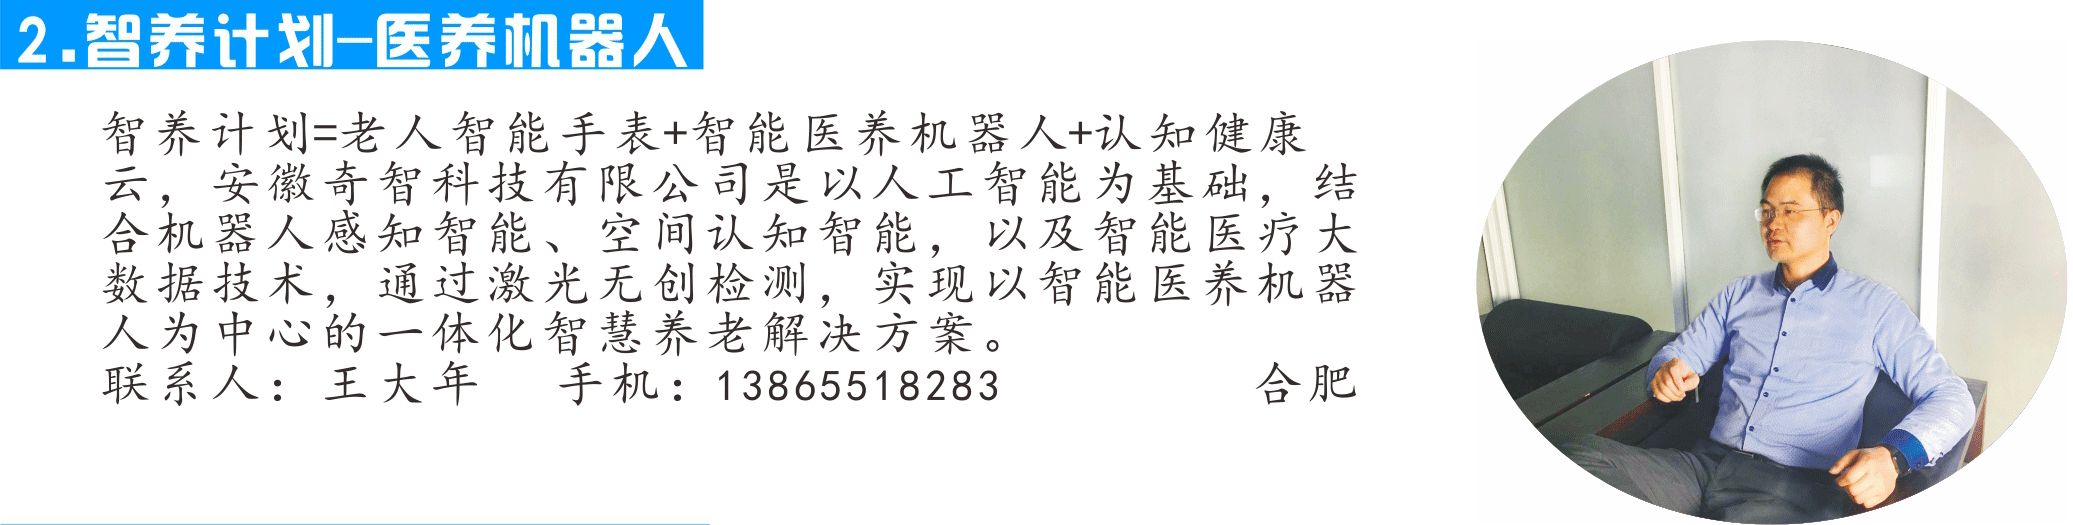 2.智养计划-医养机器人
智养计划=老人智能手表+智能医养机器人+认知健康
云，安徽奇智科技有限公司是以人工智能为基础，结
合机器人感知智能、空间认知智能，以及智能医疗大
数据技术，通过激光无创检测，实现以智能医养机器
人为中心的一体化智慧养老解决方案。
联系人：王大年 手机：13865518283 合肥